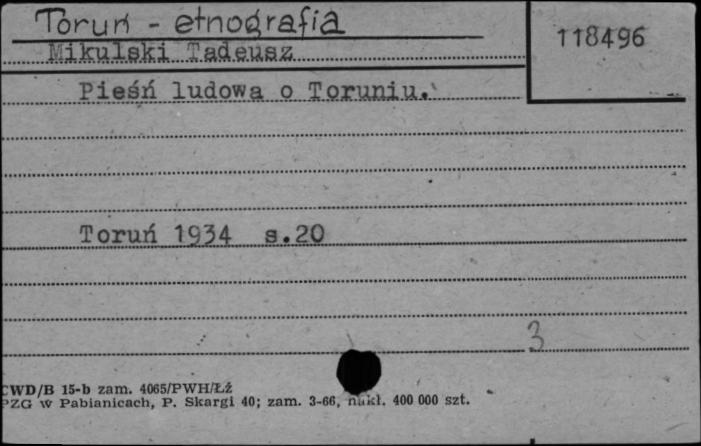 Toruń - etnografia
118496
Mikulski Tadeusz
Pieśń ludowa o Toruniu.
Toruń 1934 s.20
3
CWD/B 15-b zam. 4065/PWH/Łż
PZG w Pabianicach, P. Skargi 40; zam. 3-66, nakł. 400 000 szt.